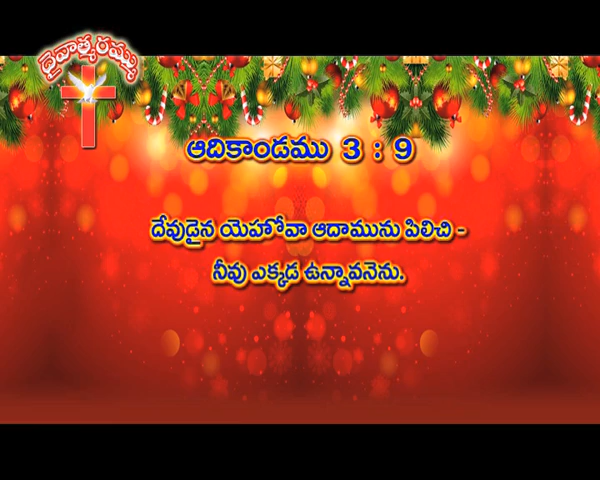 దైవాత్మరమ్ము
ఆదికాండము 3 : 9
దేవుడైన యెహోవా ఆదామును పిలిచి -
నీవు ఎక్కడ ఉన్నావనెను.